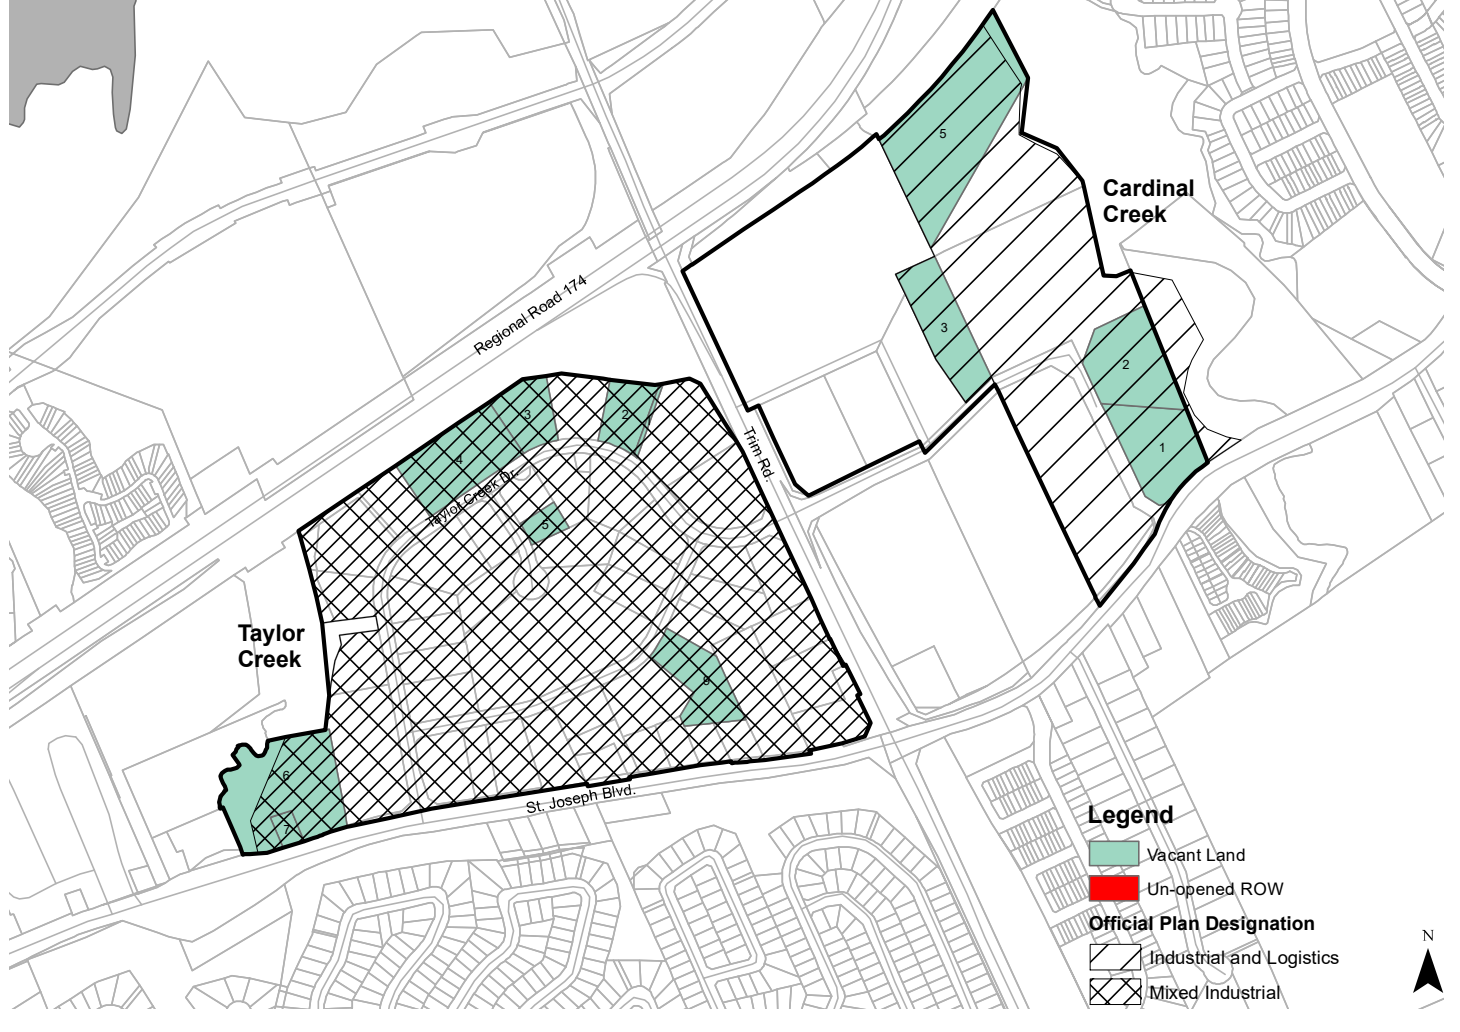 5
Cardinal
Creek
Regional Road 174
3
2
3
2
4
1
Trim Rd.
Taylor Creek Dr.
5
Taylor
Creek
9
6
7
St. Joseph Blvd.
Legend
Vacant Land
Un-opened ROW
Official Plan Designation
Industrial and Logistics
Mixed Industrial
N